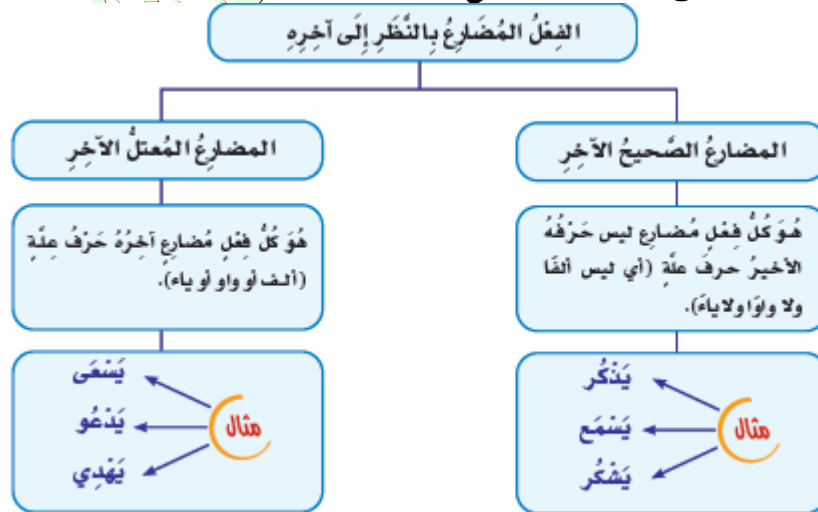 الفِعْلُ المُضَارِعُ بِالنَّظَرِ إِلَى آخِرِهِ
المضارعُ الصَّحيحُ الآخِرِ
هُوَ كُلُّ فِعْلٍ مُضارِعٍ ليس حَرْفُهُ
الأخيرُ حرفَ علَّةٍ (أي ليس ألفًا
ولا واوًا ولا ياءً).
مثال
يَذْكُر
يَسْمَع
يَشْكُر
المضارِعُ المُعتلُّ الآخِرِ
هُوَ كُلُّ فِعْلٍ مُضارِعٍ آخِرُهُ حَرْفُ عِلَّةٍ
(ألف أو واو أو ياء).
مثال
يَسْعَى
يَدْعُو
يَهْدِي